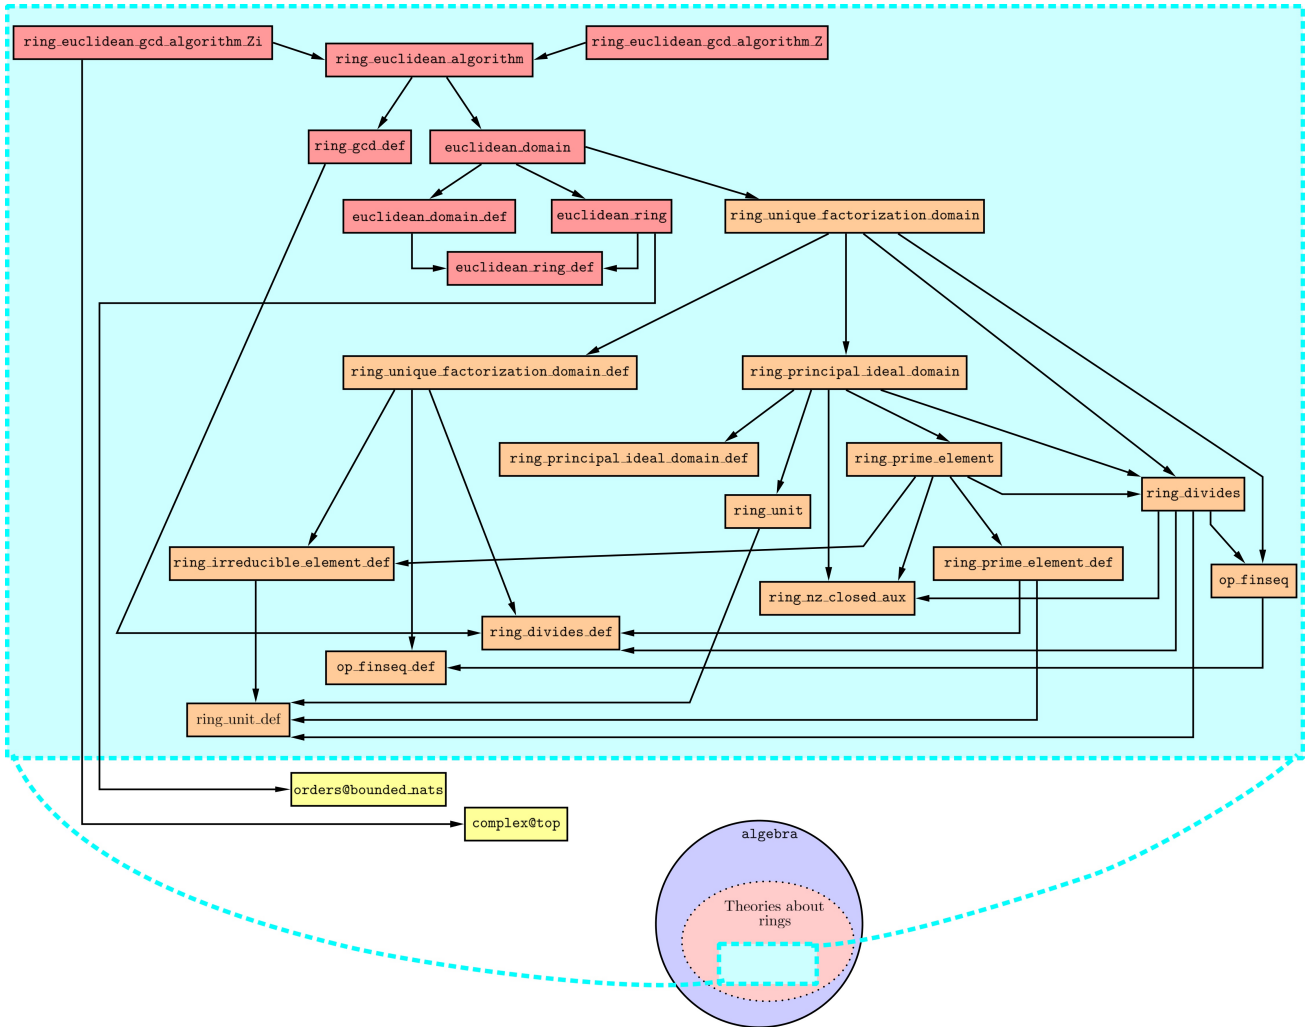 ring_euclidean_gcd_algorithm_Zi
ring_euclidean_gcd_algorithm_Z
ring_euclidean_algorithm
ring_gcd_def
euclidean_domain
euclidean_domain_def
euclidean_ring
ring_unique_factorization_domain
euclidean_ring_def
ring_unique_factorization_domain_def
ring_principal_ideal_domain
ring_principal_ideal_domain_def
ring_prime_element
ring_divides
ring_unit
ring_irreducible_element_def
ring_prime_element_def
op_finseq
ring_nz_closed_aux
ring_divides_def
op_finseq_def
ring_unit_def
orders@bounded_nats
complex@top
algebra
Theories about
rings